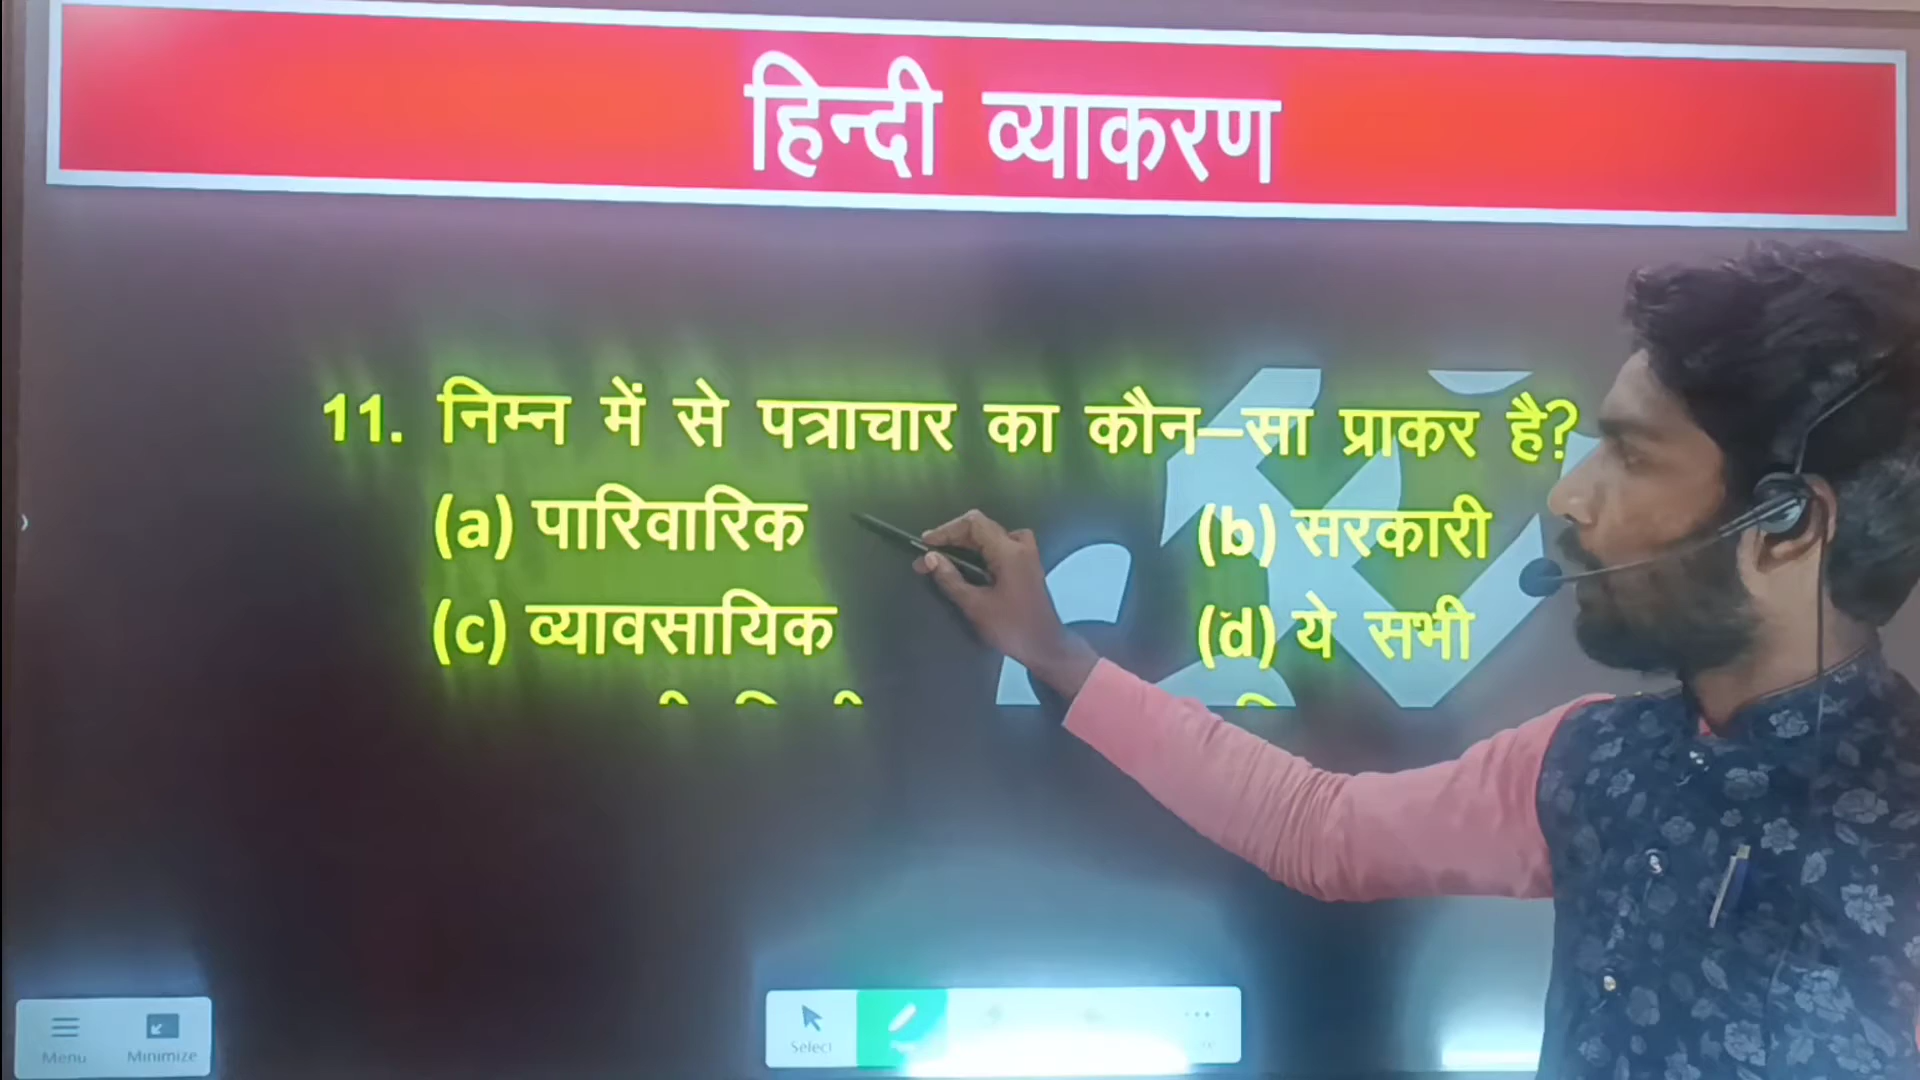 हिन्दी व्याकरण
11. निम्न में से पत्राचार का कौन–सा प्राकर है?
(a) पारिवारिक (b) सरकारी
(c) व्यावसायिक (d) ये सभी
Menu Minimize Select